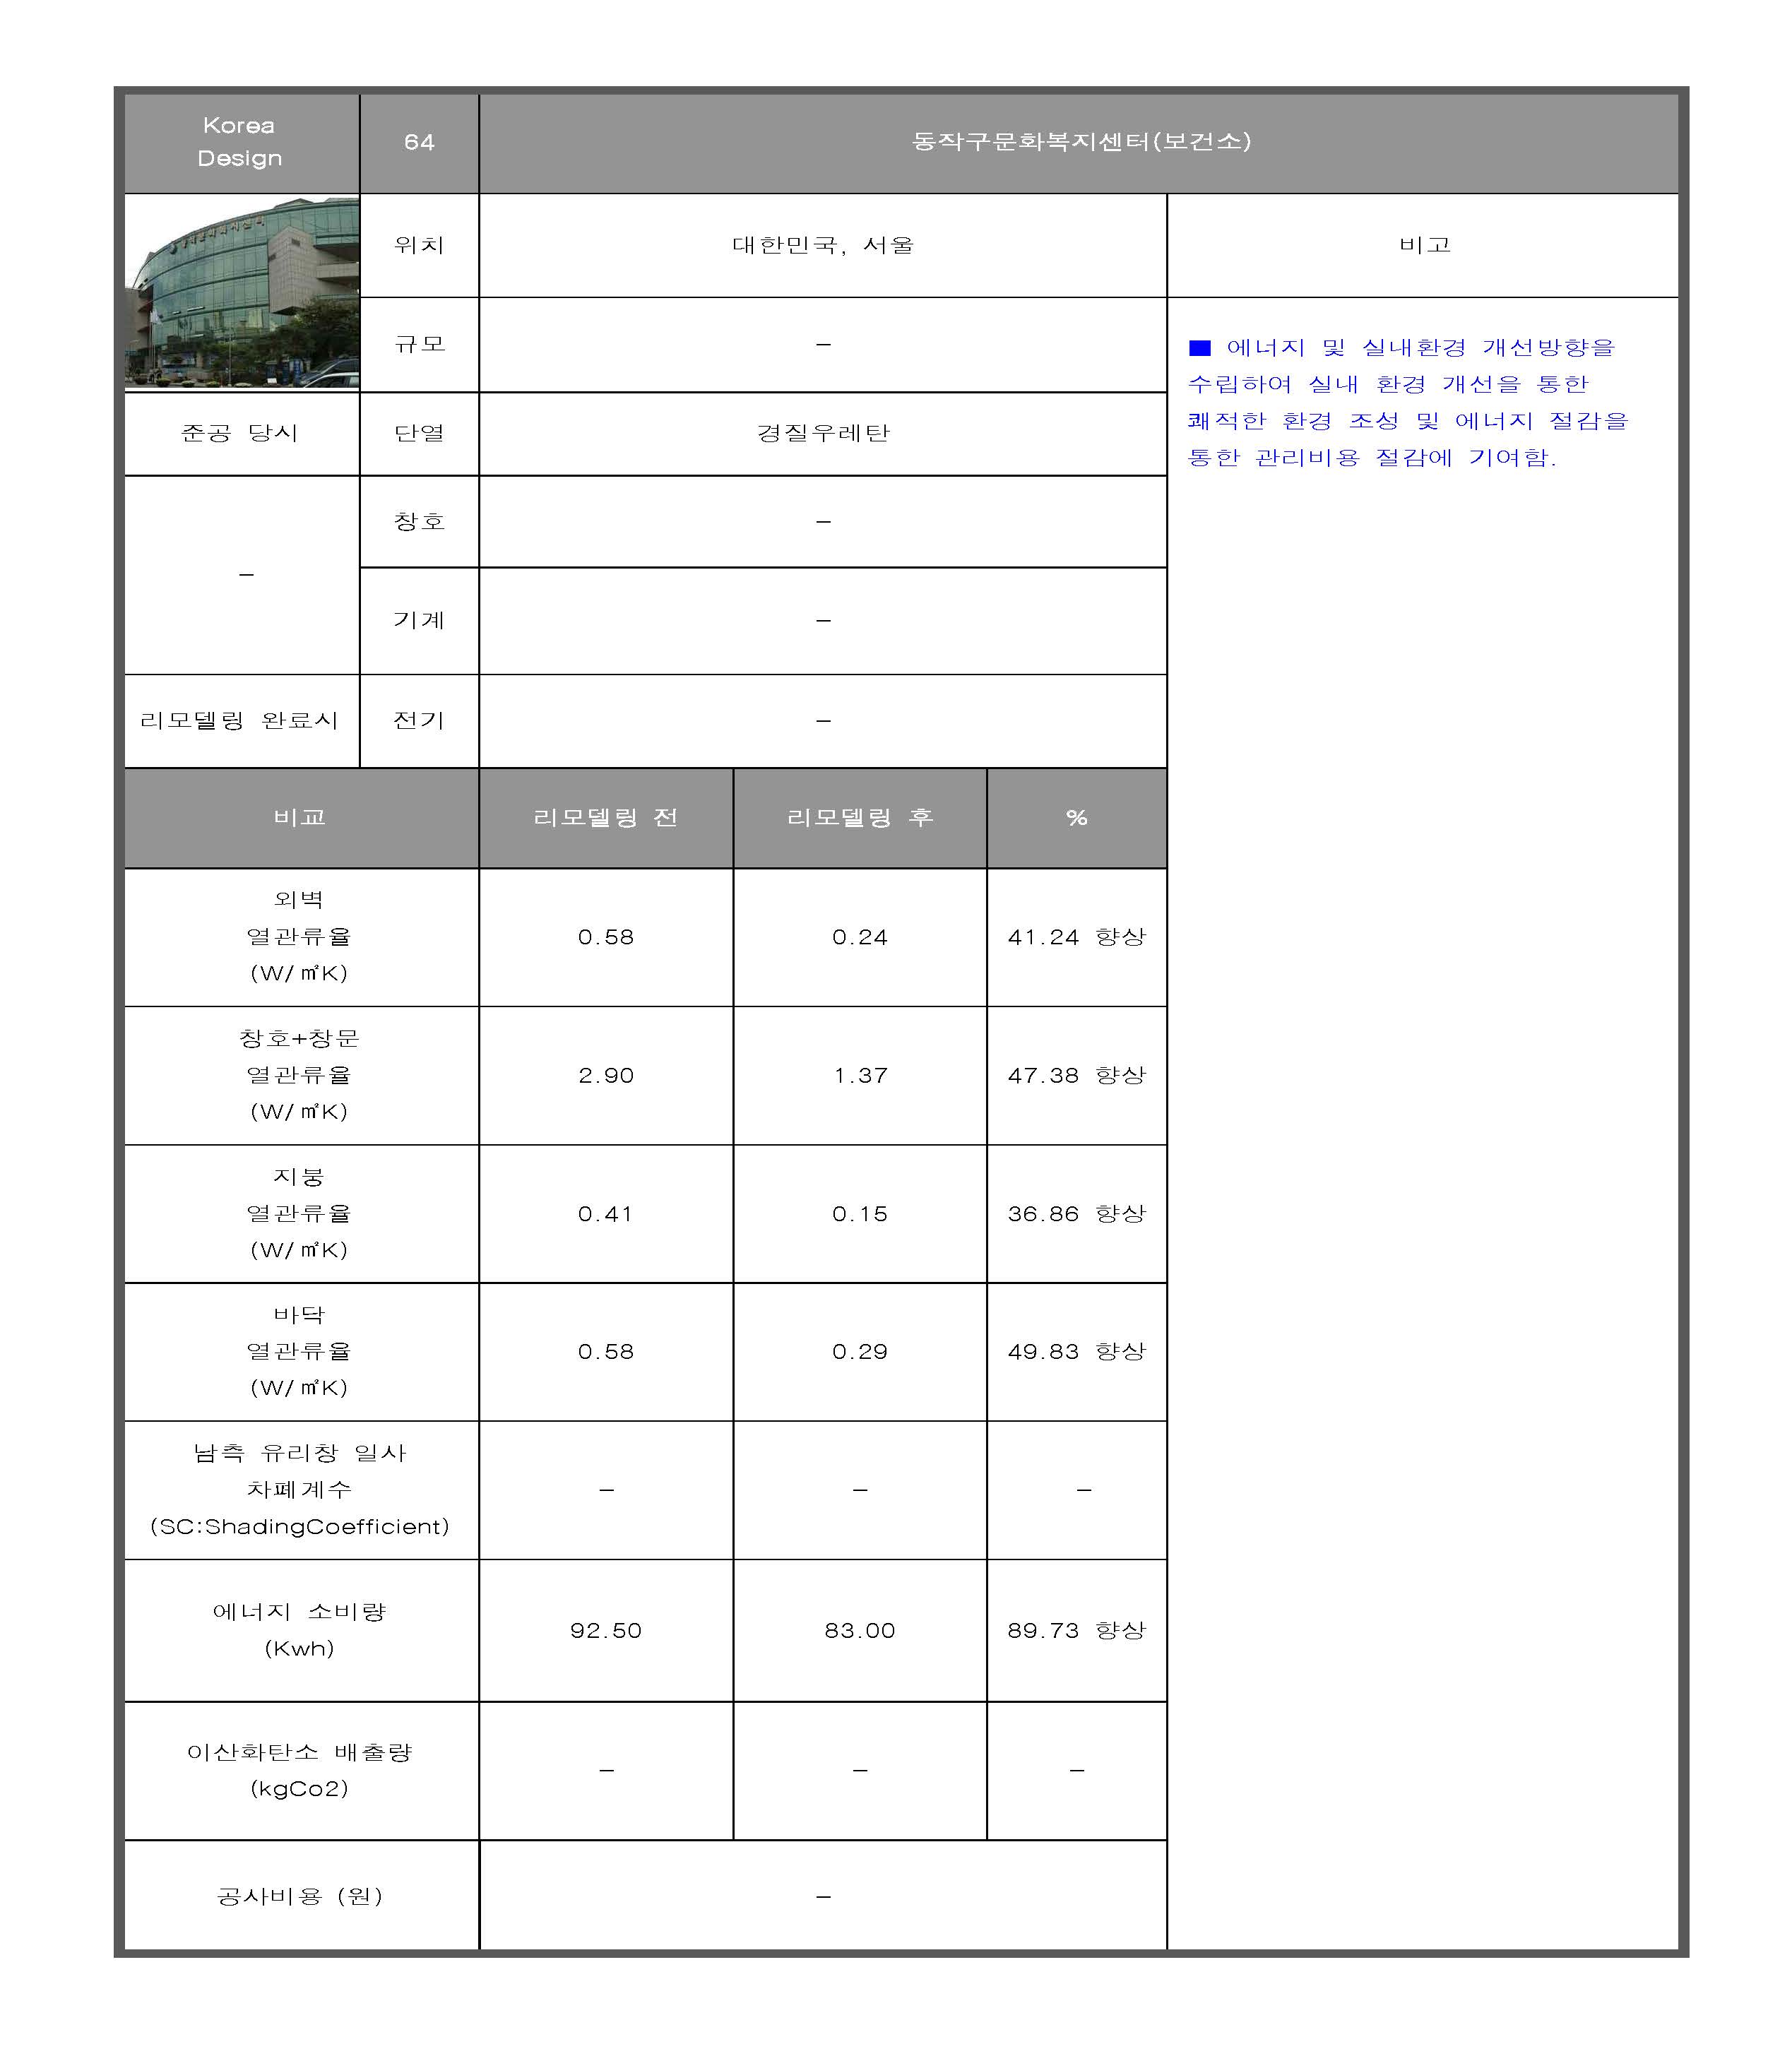 Korea
Design
64
동작구문화복지센터(보건소)
위치
대한민국, 서울
비고
규모
–
■ 에너지 및 실내환경 개선방향을
수립하여 실내 환경 개선을 통한
쾌적한 환경 조성 및 에너지 절감을
통한 관리비용 절감에 기여함.
준공 당시
단열
경질우레탄
–
창호
–
기계
–
리모델링 완료시
전기
–
비교
리모델링 전
리모델링 후
%
외벽
열관류율
(W/㎡K)
0.58
0.24
41.24 향상
창호+창문
열관류율
(W/㎡K)
2.90
1.37
47.38 향상
지붕
열관류율
(W/㎡K)
0.41
0.15
36.86 향상
바닥
열관류율
(W/㎡K)
0.58
0.29
49.83 향상
남측 유리창 일사
차폐계수
(SC:ShadingCoefficient)
–
–
–
에너지 소비량
(Kwh)
92.50
83.00
89.73 향상
이산화탄소 배출량
(kgCo2)
–
–
–
공사비용 (원)
–